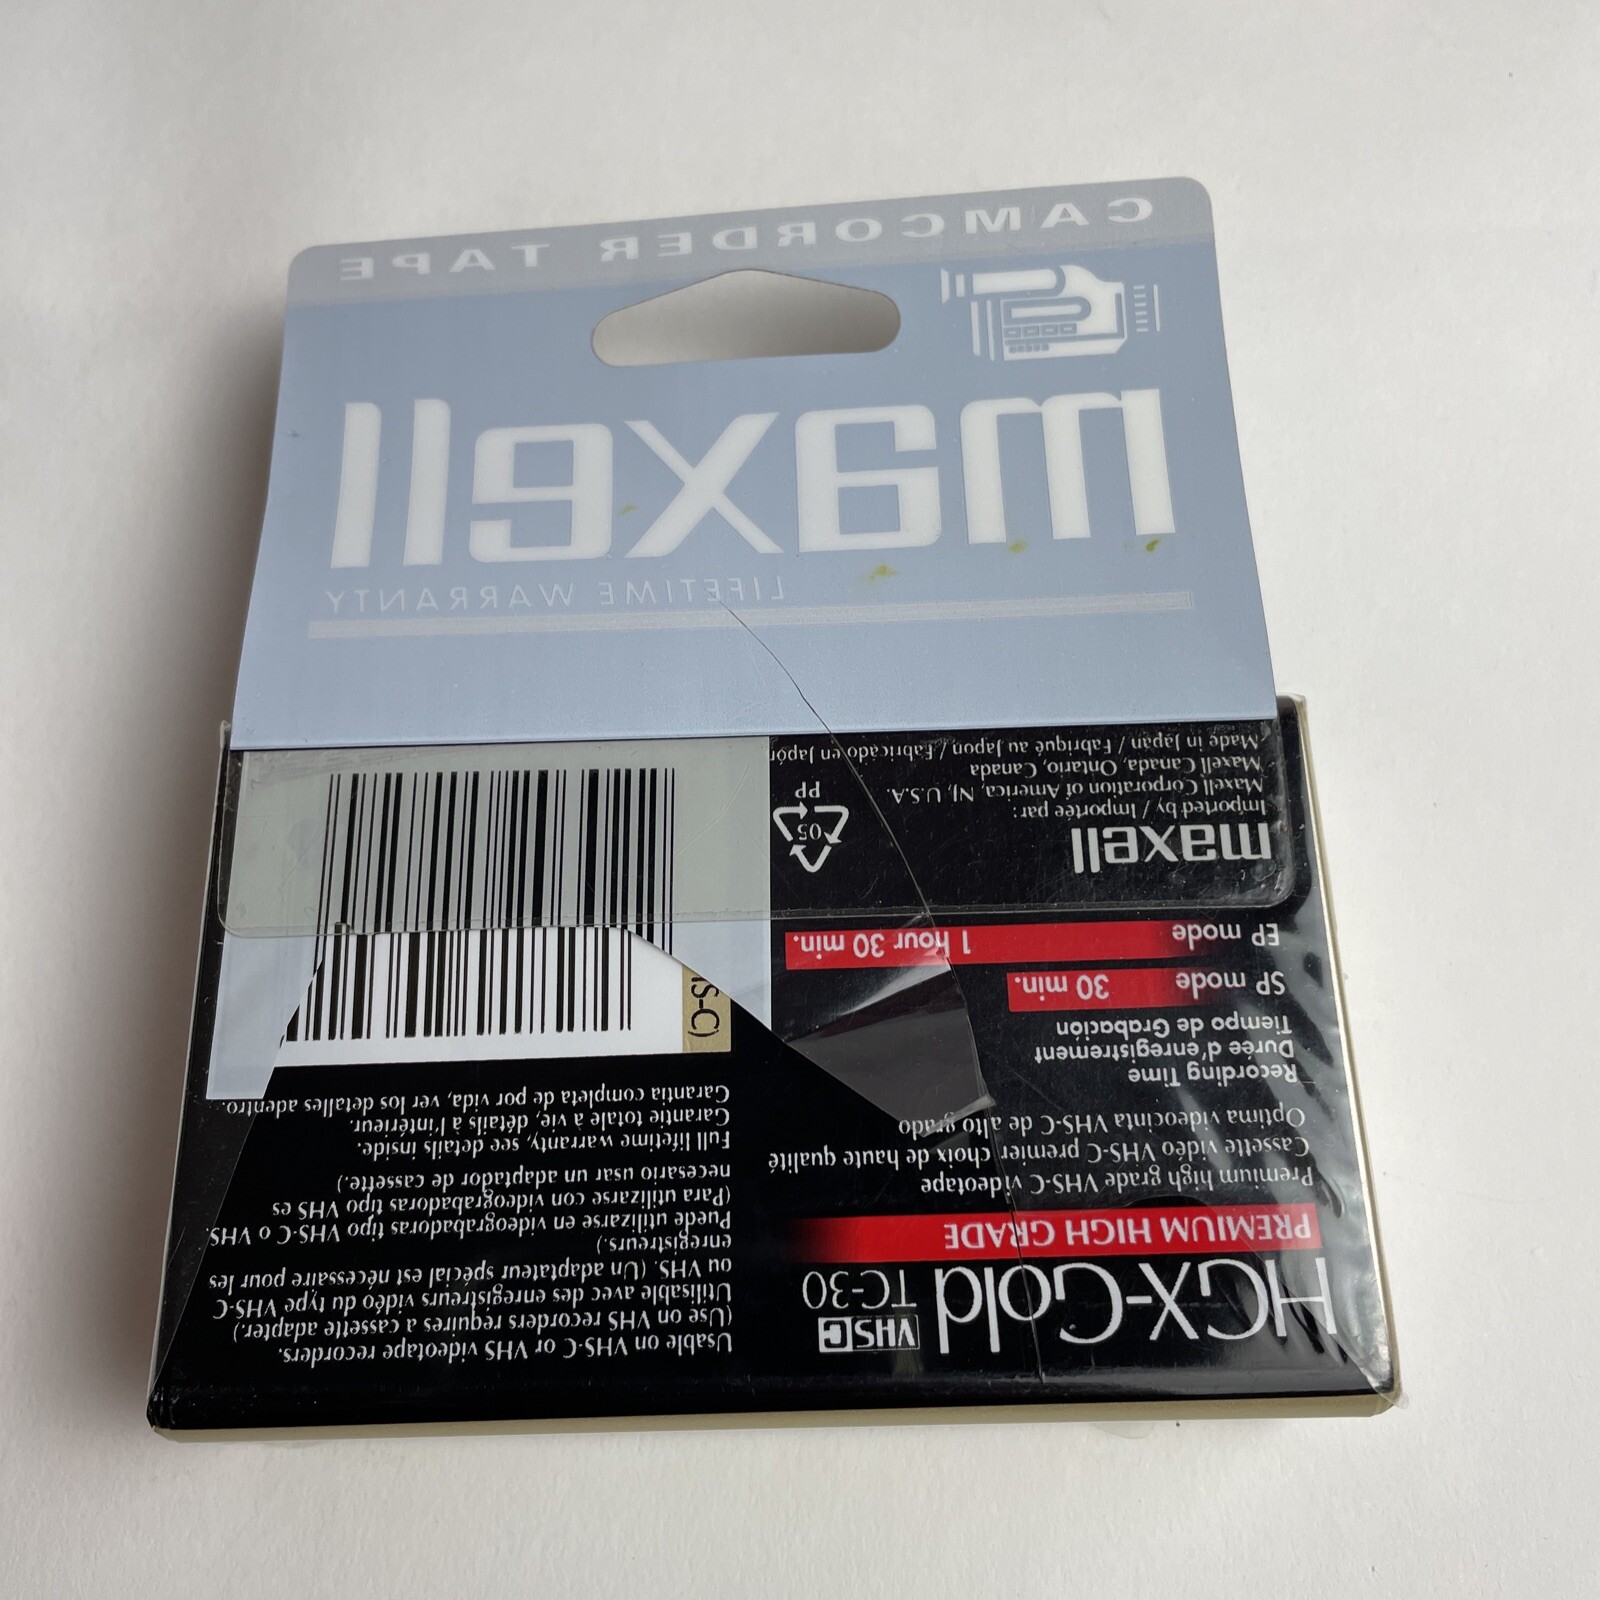 CAMCORDER TAPE
maxell
LIFETIME WARRANTY
HGX-Gold TC-30
VHSC
PREMIUM HIGH GRADE
Premium high grade VHS-C videotape
Cassette vidéo VHS-C premier choix de haute qualité
Optima videocinta VHS-C de alto grado
Recording Time
Durée d'enregistrement
Tiempo de Grabación
SP mode 30 min.
EP mode 1 hour 30 min.
maxell
Imported by / Importée par:
Maxell Corporation of America, NJ, U.S.A.
Maxell Canada, Ontario, Canada
Made in Japan / Fabriqué au Japon / Fabricado en Japón
05
PP
Usable on VHS-C or VHS videotape recorders.
(Use on VHS recorders requires a cassette adapter.)
Utilisable avec des enregistreurs vidéo du type VHS-C
ou VHS. (Un adaptateur spécial est nécessaire pour les
enregistreurs.)
Puede utilizarse en videograbadoras tipo VHS-C o VHS.
(Para utilizarse con videograbadoras tipo VHS es
necesario usar un adaptador de cassette.)
Full lifetime warranty, see details inside.
Garantie totale à vie, détails à l'intérieur.
Garantia completa de por vida, ver los detalles adentro.
S-C)